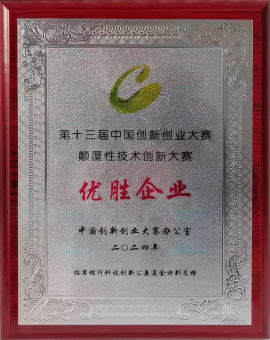 第十三届中国创新创业大赛
颠覆性技术创新大赛
优胜企业
中国创新创业大赛办公室
二〇二四年
招商银行科技创新公益基金特别支持